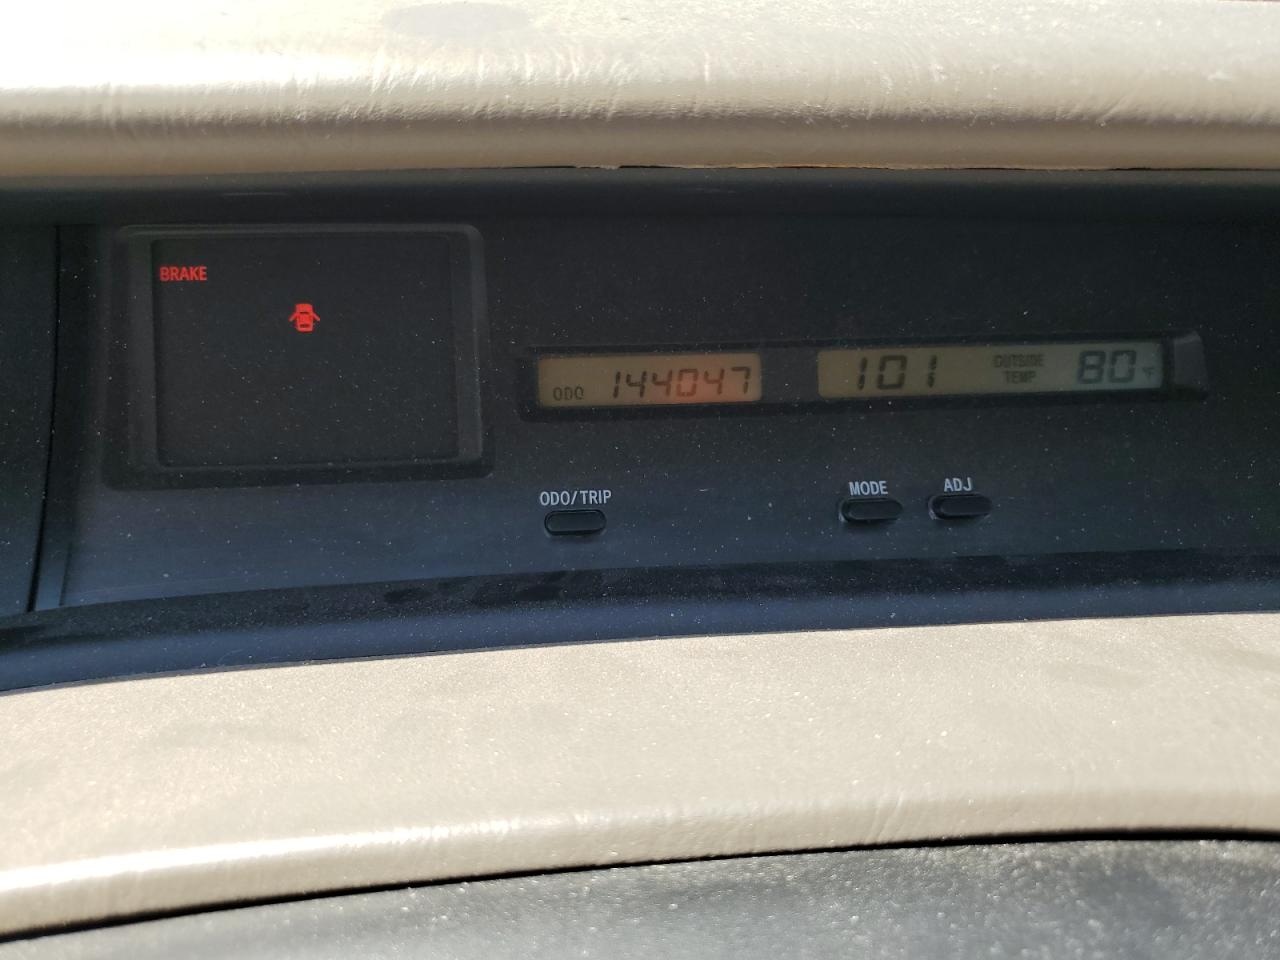 BRAKE
ODO 144047
101 OUTSIDE TEMP 80°F
ODO/TRIP
MODE ADJ